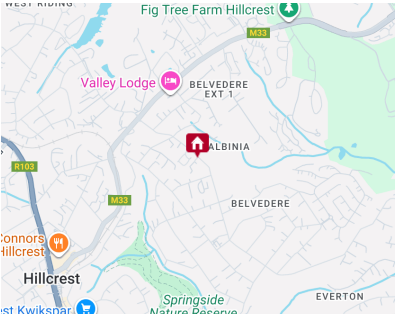 WEST RIDING
Fig Tree Farm Hillcrest
M33
Valley Lodge
BELVEDERE
EXT 1
ALBINIA
R103
M33
BELVEDERE
Connors
Hillcrest
Hillcrest
est Kwikspar
Springside
Nature Reserve
EVERTON